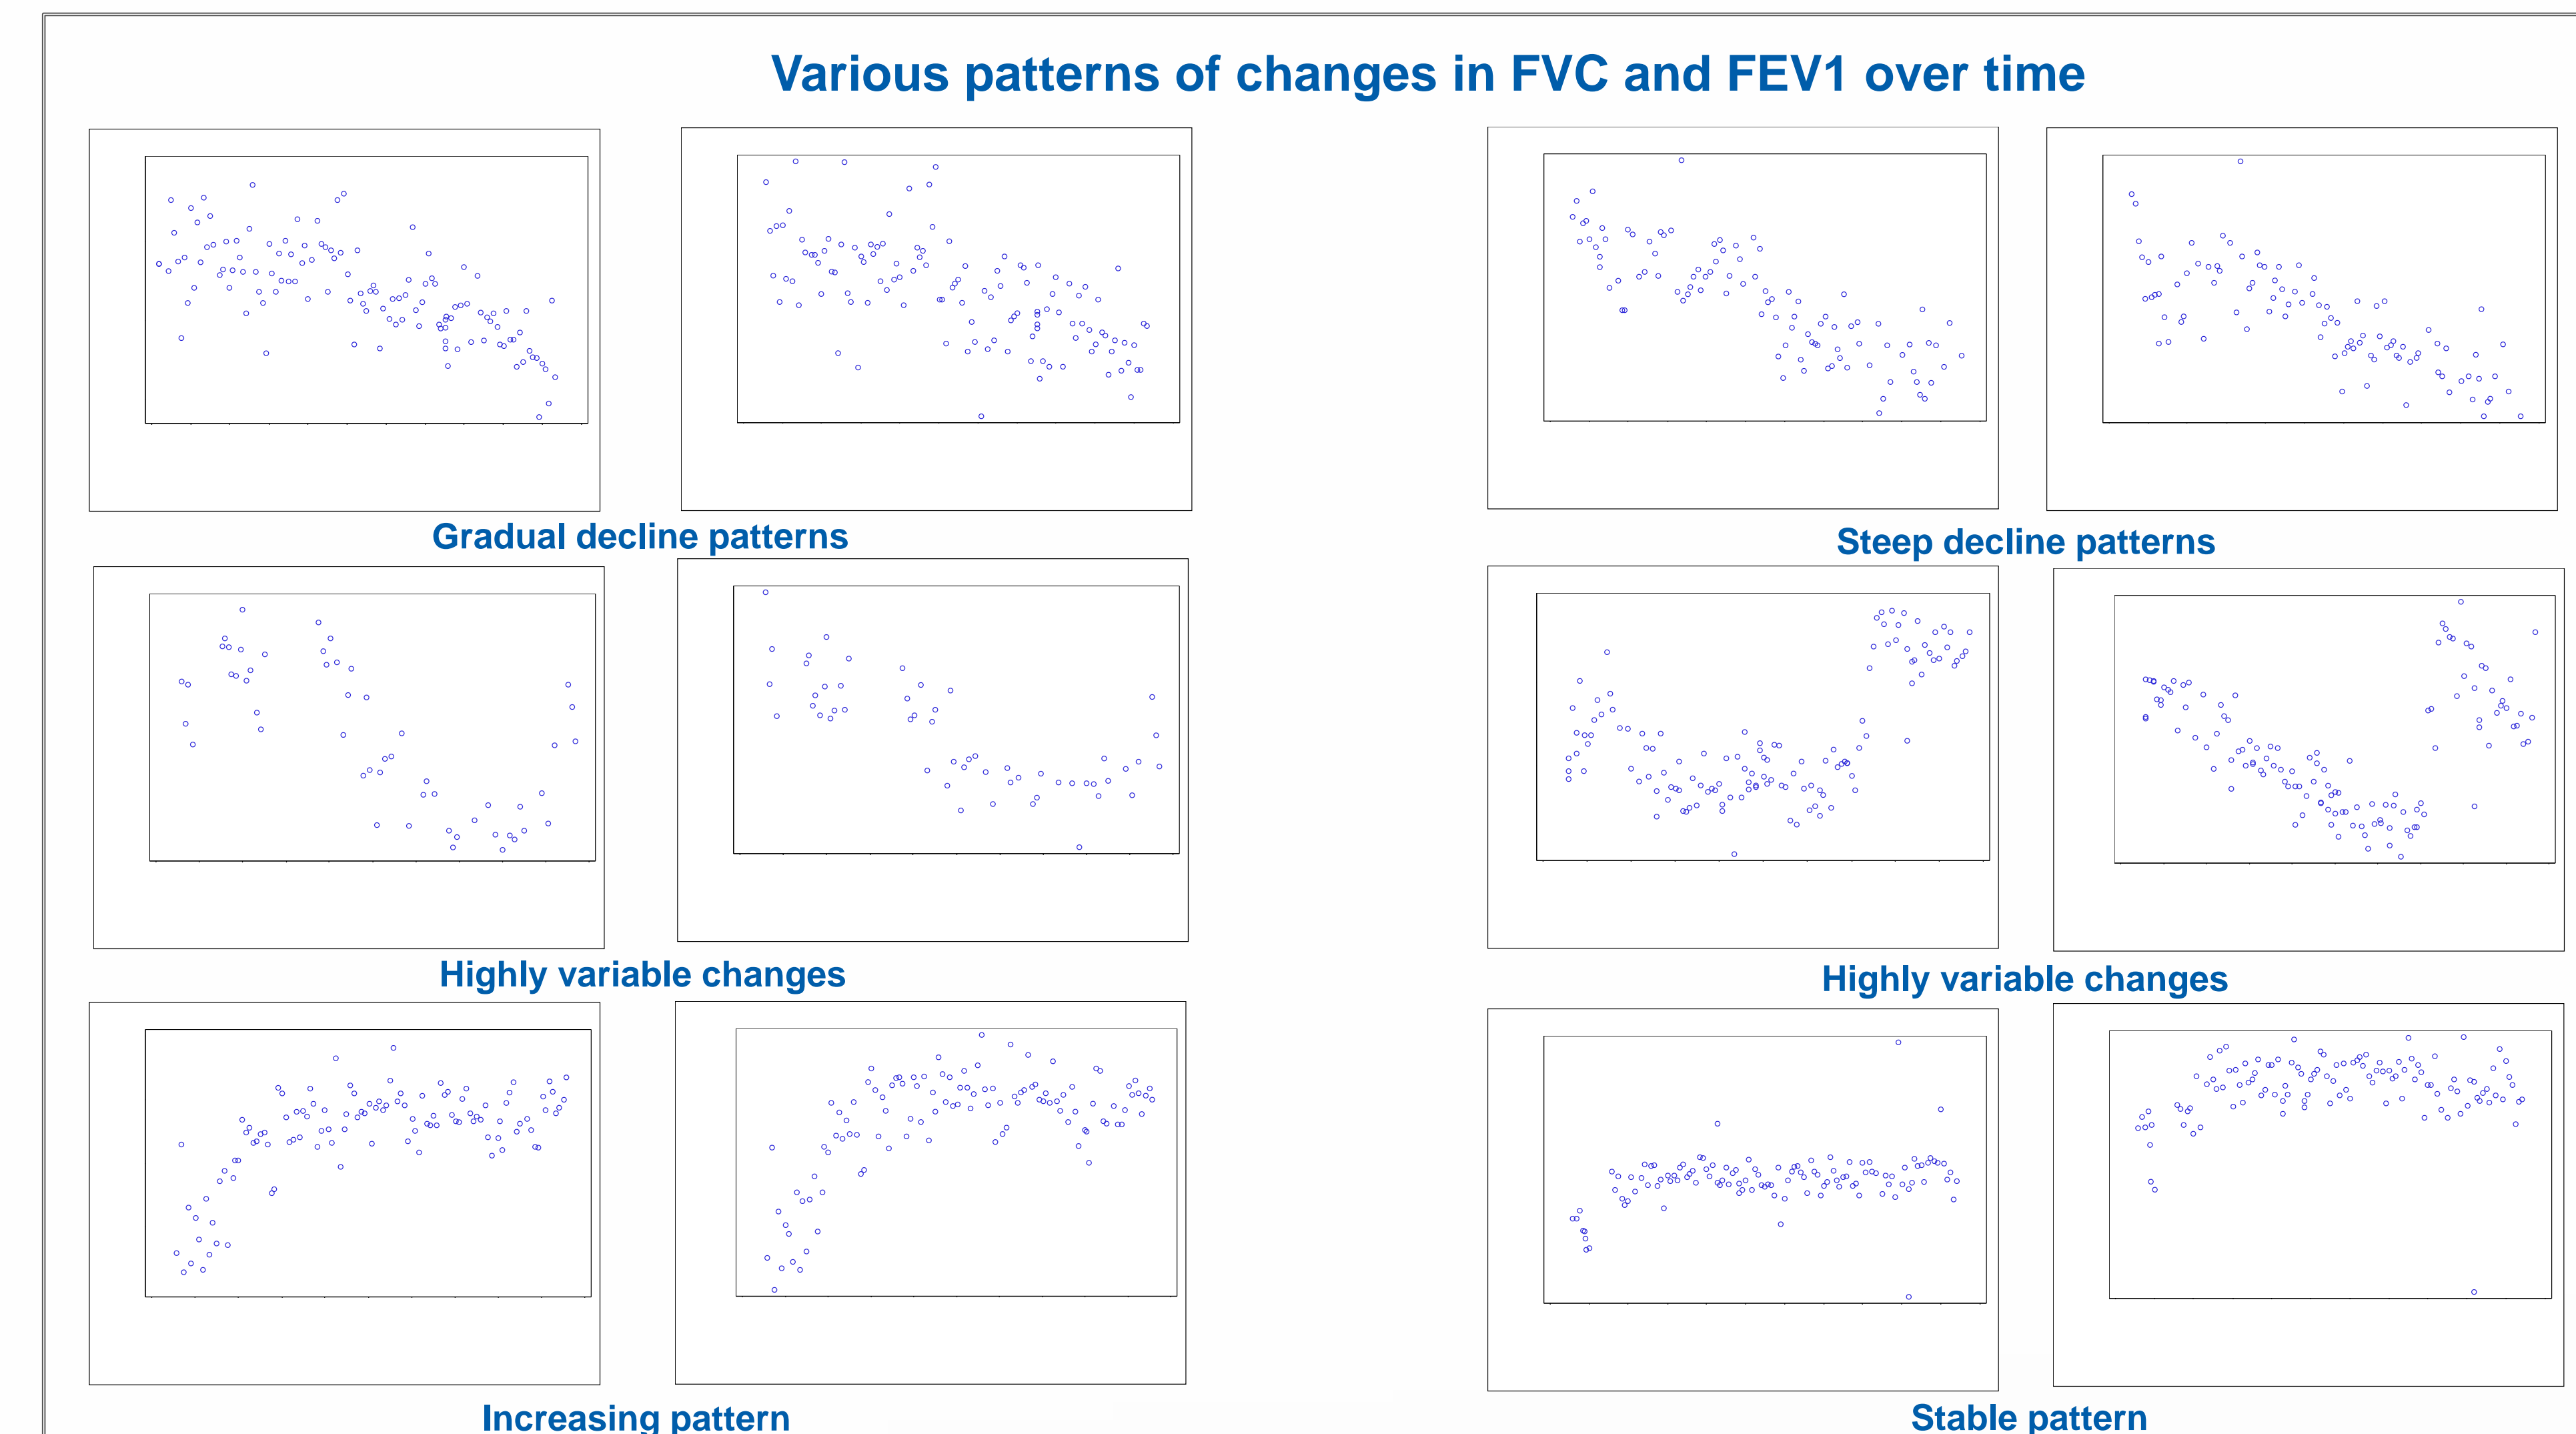 Various patterns of changes in FVC and FEV1 over time
Gradual decline patterns
Steep decline patterns
Highly variable changes
Highly variable changes
Increasing pattern
Stable pattern